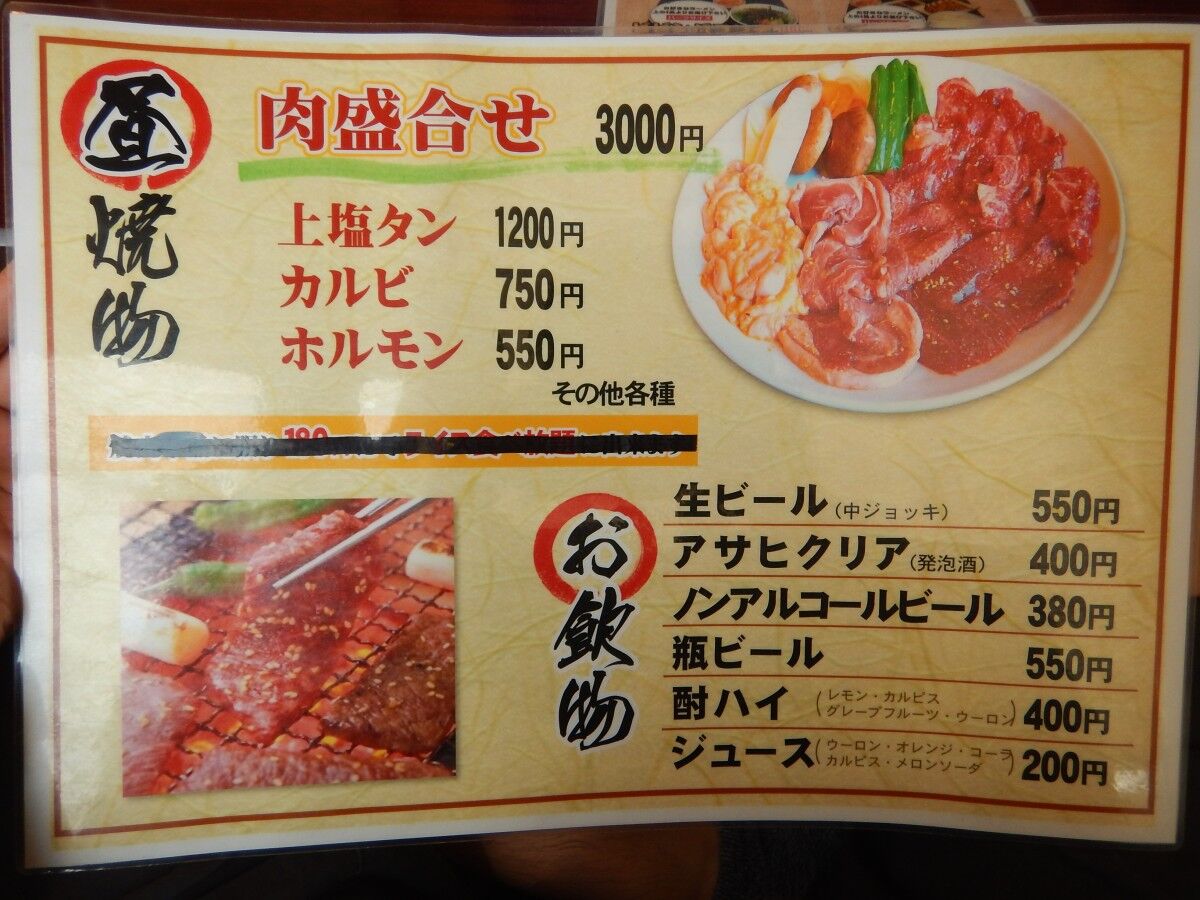 昼焼物
肉盛合せ 3000円
上塩タン 1200円
カルビ 750円
ホルモン 550円
その他各種
お飲物
生ビール(中ジョッキ) 550円
アサヒクリア(発泡酒) 400円
ノンアルコールビール 380円
瓶ビール 550円
酎ハイ (レモン・カルピス
グレープフルーツ・ウーロン) 400円
ジュース (ウーロン・オレンジ・コーラ
カルピス・メロンソーダ) 200円